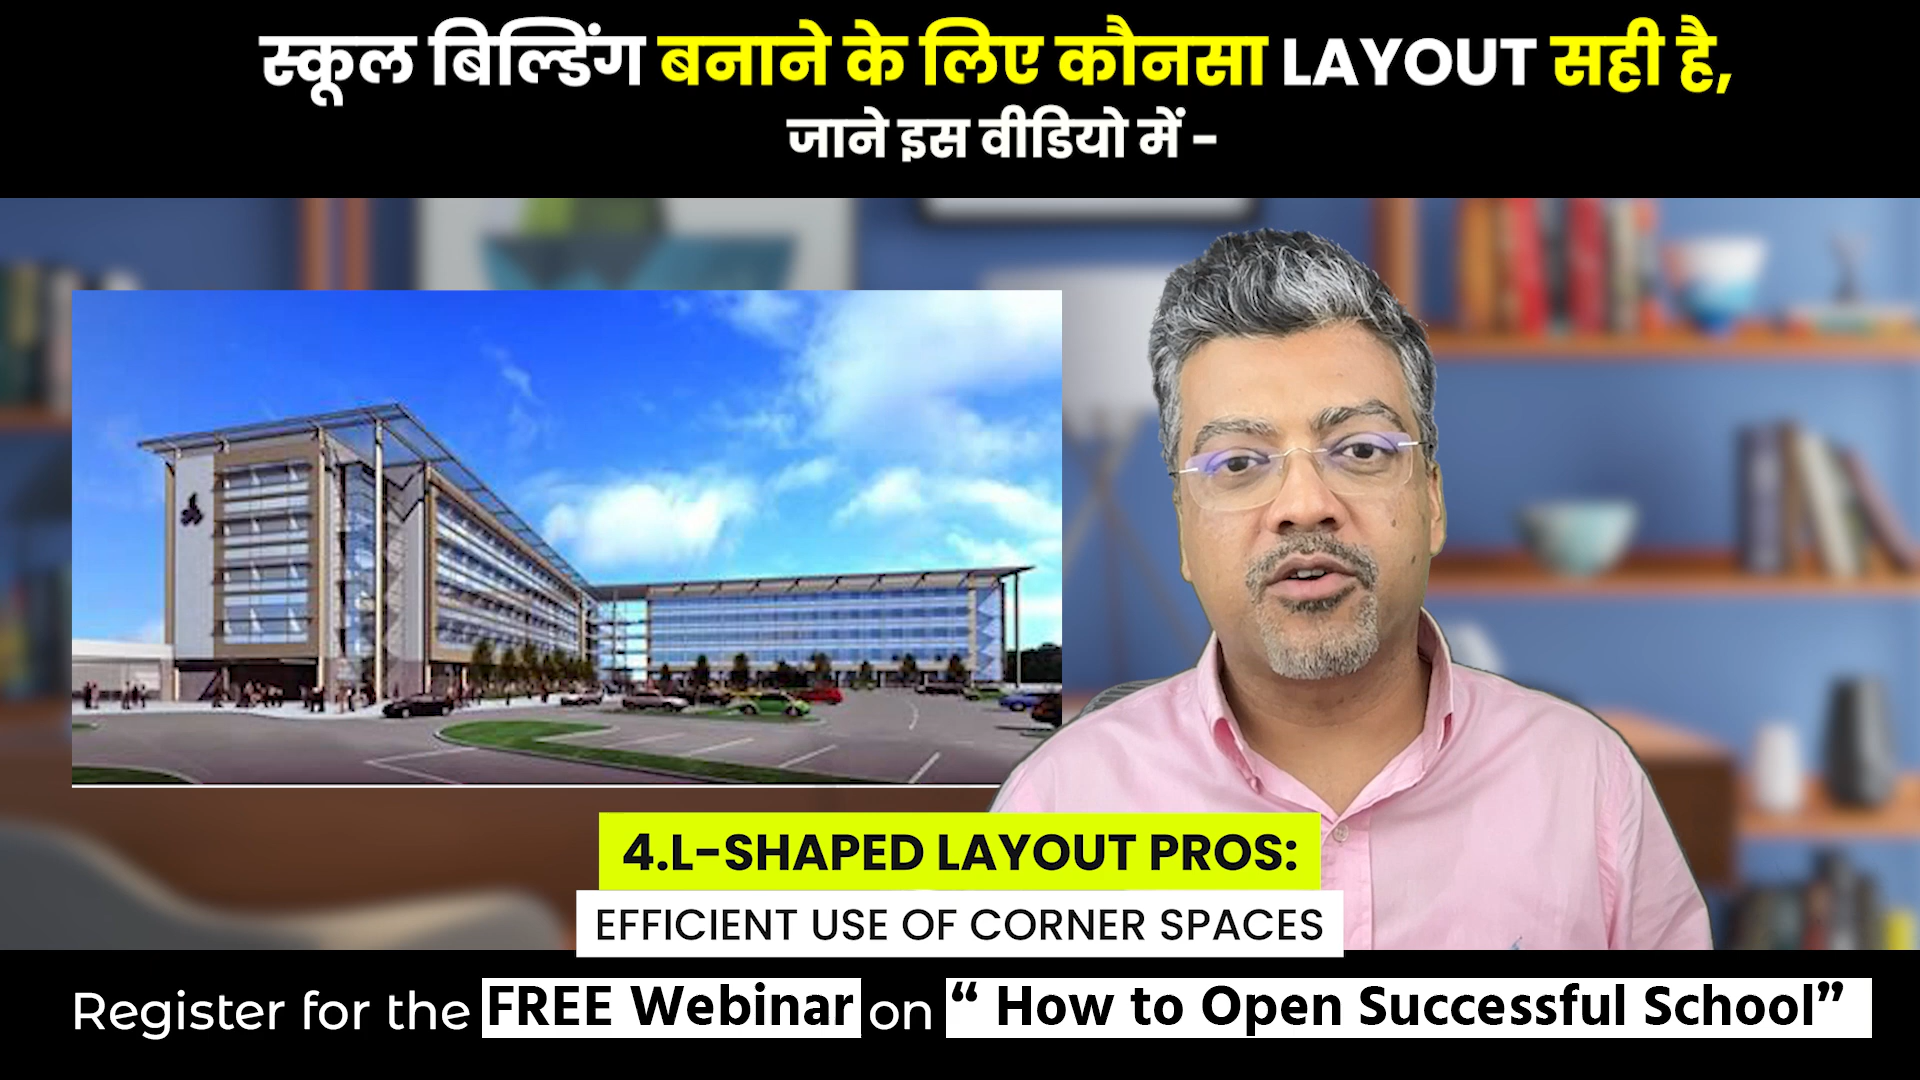 स्कूल बिल्डिंग बनाने के लिए कौनसा LAYOUT सही है,
जाने इस वीडियो में -
4.L-SHAPED LAYOUT PROS:
EFFICIENT USE OF CORNER SPACES
Register for the FREE Webinar on “ How to Open Successful School”